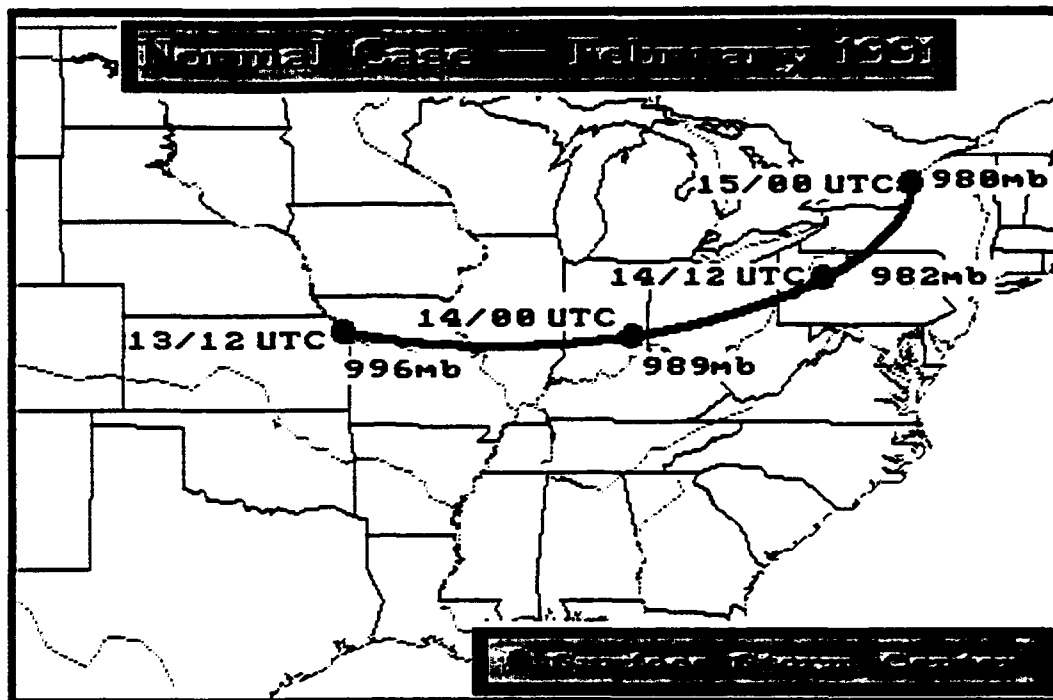 Normal Case — February 1991
15/00 UTC 980mb
14/12 UTC 982mb
14/00 UTC
13/12 UTC
996mb 989mb